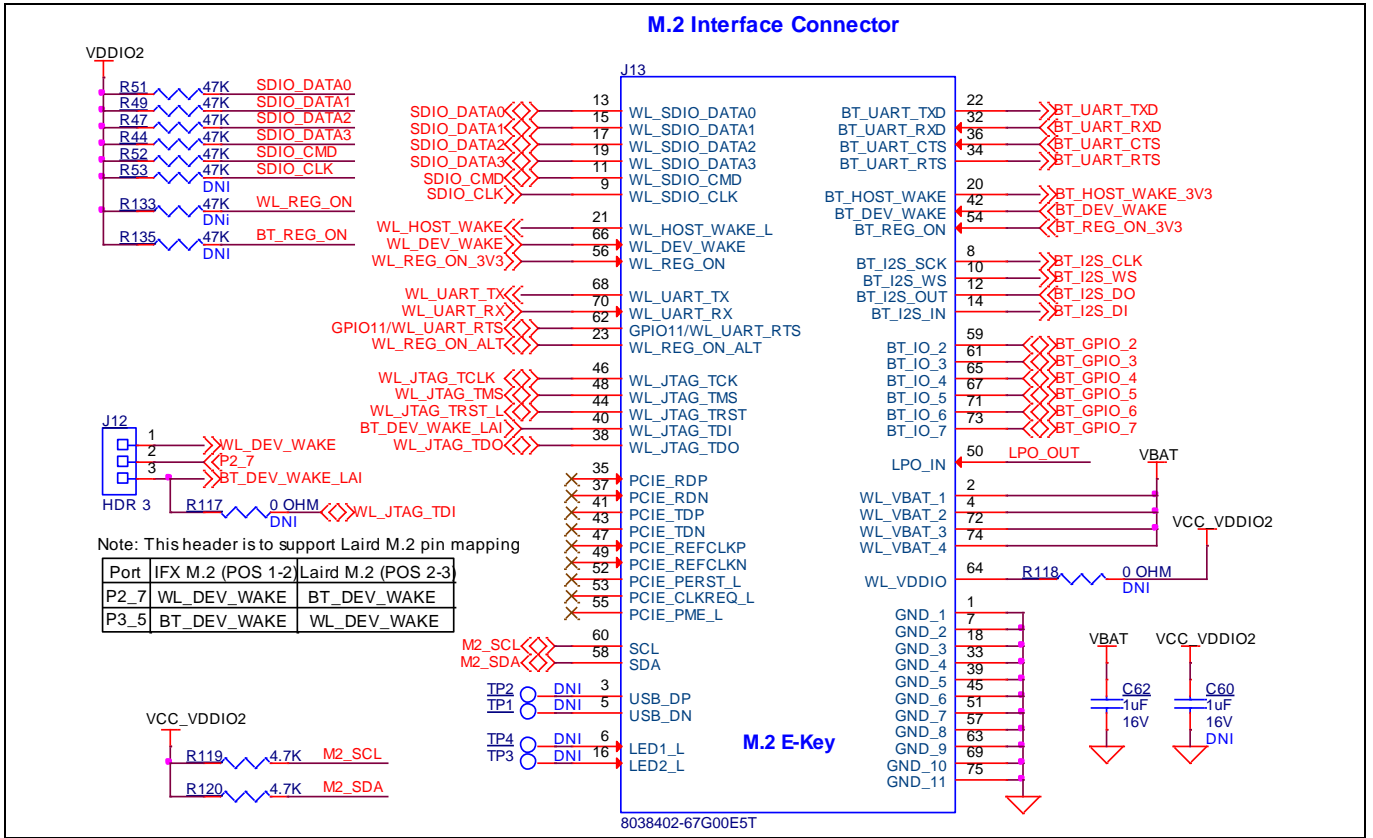 M.2 Interface Connector
VDDIO2
R51 47K SDIO_DATA0
R49 47K SDIO_DATA1
R47 47K SDIO_DATA2
R44 47K SDIO_DATA3
R52 47K SDIO_CMD
R53 47K SDIO_CLK
DNI
R133 47K WL_REG_ON
DNi
R135 47K BT_REG_ON
DNI
J13
SDIO_DATA0 13 WL_SDIO_DATA0
SDIO_DATA1 15 WL_SDIO_DATA1
SDIO_DATA2 17 WL_SDIO_DATA2
SDIO_DATA3 19 WL_SDIO_DATA3
SDIO_CMD 11 WL_SDIO_CMD
SDIO_CLK 9 WL_SDIO_CLK
WL_HOST_WAKE 21 WL_HOST_WAKE_L
WL_DEV_WAKE 66 WL_DEV_WAKE
WL_REG_ON_3V3 56 WL_REG_ON
WL_UART_TX 68 WL_UART_TX
WL_UART_RX 70 WL_UART_RX
GPIO11/WL_UART_RTS 62 GPIO11/WL_UART_RTS
WL_REG_ON_ALT 23 WL_REG_ON_ALT
WL_JTAG_TCLK 46 WL_JTAG_TCK
WL_JTAG_TMS 48 WL_JTAG_TMS
WL_JTAG_TRST_L 44 WL_JTAG_TRST
BT_DEV_WAKE_LAI 40 WL_JTAG_TDI
WL_JTAG_TDO 38 WL_JTAG_TDO
35 PCIE_RDP
37 PCIE_RDN
41 PCIE_TDP
43 PCIE_TDN
47 PCIE_REFCLKP
49 PCIE_REFCLKN
52 PCIE_PERST_L
53 PCIE_CLKREQ_L
55 PCIE_PME_L
M2_SCL 60 SCL
M2_SDA 58 SDA
TP2 DNI 3 USB_DP
TP1 DNI 5 USB_DN
TP4 DNI 6 LED1_L
TP3 DNI 16 LED2_L
M.2 E-Key
8038402-67G00E5T
BT_UART_TXD 22 BT_UART_TXD
BT_UART_RXD 32 BT_UART_RXD
BT_UART_CTS 36 BT_UART_CTS
BT_UART_RTS 34 BT_UART_RTS
BT_HOST_WAKE 20 BT_HOST_WAKE_3V3
BT_DEV_WAKE 42 BT_DEV_WAKE
BT_REG_ON 54 BT_REG_ON_3V3
BT_I2S_SCK 8 BT_I2S_CLK
BT_I2S_WS 10 BT_I2S_WS
BT_I2S_OUT 12 BT_I2S_DO
BT_I2S_IN 14 BT_I2S_DI
BT_IO_2 59 BT_GPIO_2
BT_IO_3 61 BT_GPIO_3
BT_IO_4 65 BT_GPIO_4
BT_IO_5 67 BT_GPIO_5
BT_IO_6 71 BT_GPIO_6
BT_IO_7 73 BT_GPIO_7
LPO_IN 50 LPO_OUT
VBAT
WL_VBAT_1 2
WL_VBAT_2 4
WL_VBAT_3 72
WL_VBAT_4 74
VCC_VDDIO2
WL_VDDIO 64 R118 0 OHM
DNI
GND_1 1
GND_2 7
GND_3 18
GND_4 33
GND_5 39
GND_6 45
GND_7 51
GND_8 57
GND_9 63
GND_10 69
GND_11 75
VBAT
C62
1uF
16V
VCC_VDDIO2
C60
1uF
16V
DNI
J12
1 WL_DEV_WAKE
2 P2_7
3 BT_DEV_WAKE_LAI
HDR 3
R117 0 OHM WL_JTAG_TDI
DNI
Note: This header is to support Laird M.2 pin mapping
Port IFX M.2 (POS 1-2) Laird M.2 (POS 2-3)
P2_7 WL_DEV_WAKE BT_DEV_WAKE
P3_5 BT_DEV_WAKE WL_DEV_WAKE
VCC_VDDIO2
R119 4.7K M2_SCL
R120 4.7K M2_SDA